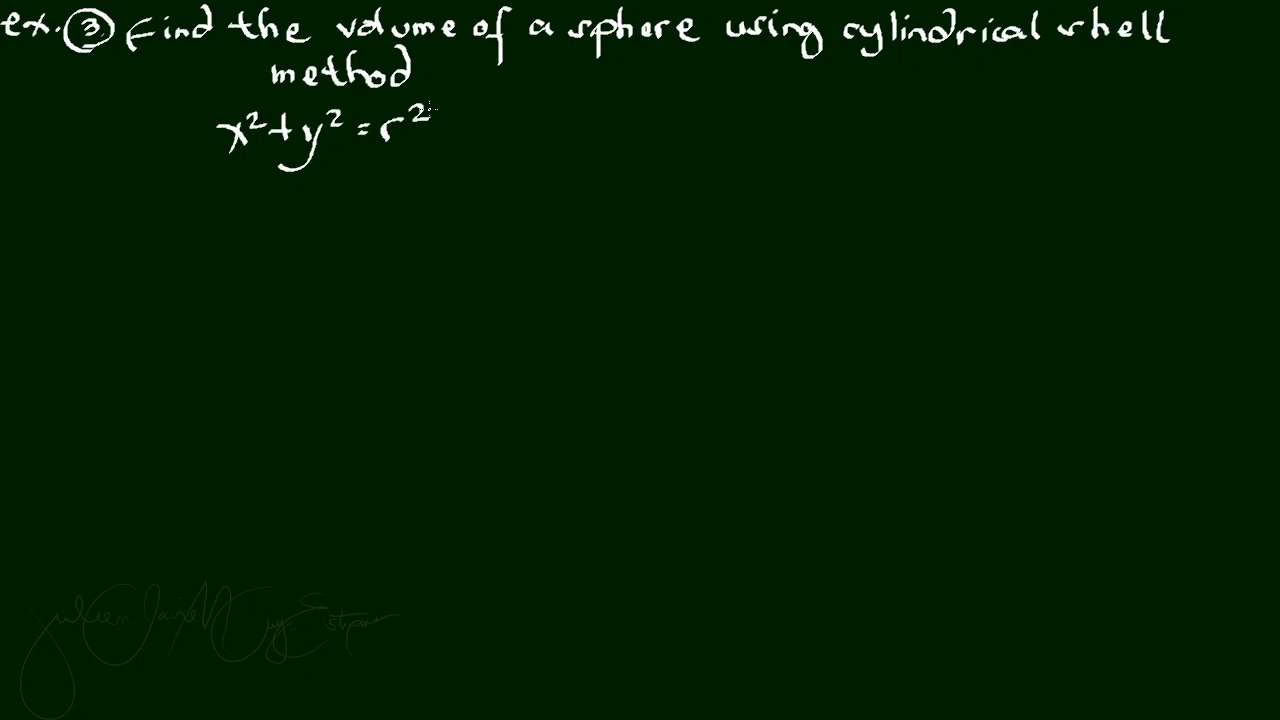 ex. ③ Find the volume of a sphere using cylindrical shell
method
x² + y² = r²